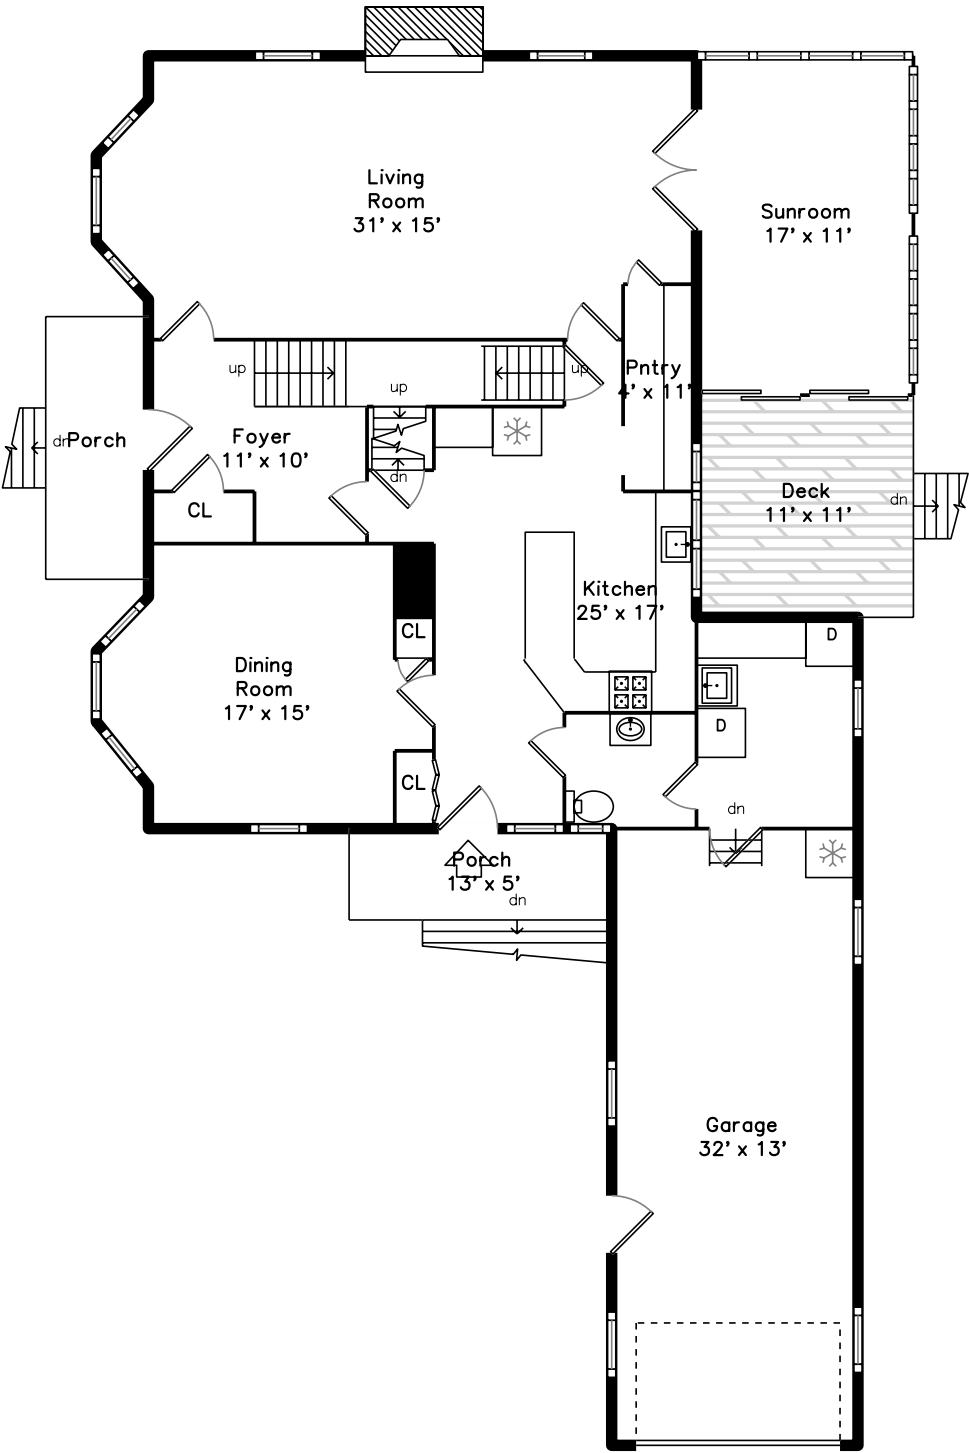 Living
Room
31' x 15'
Sunroom
17' x 11'
up
up
up
Pntry
4' x 11'
dn
Porch
Foyer
11' x 10'
dn
CL
Deck
11' x 11'
dn
Kitchen
25' x 17'
CL
D
Dining
Room
17' x 15'
D
CL
dn
Porch
13' x 5'
dn
Garage
32' x 13'